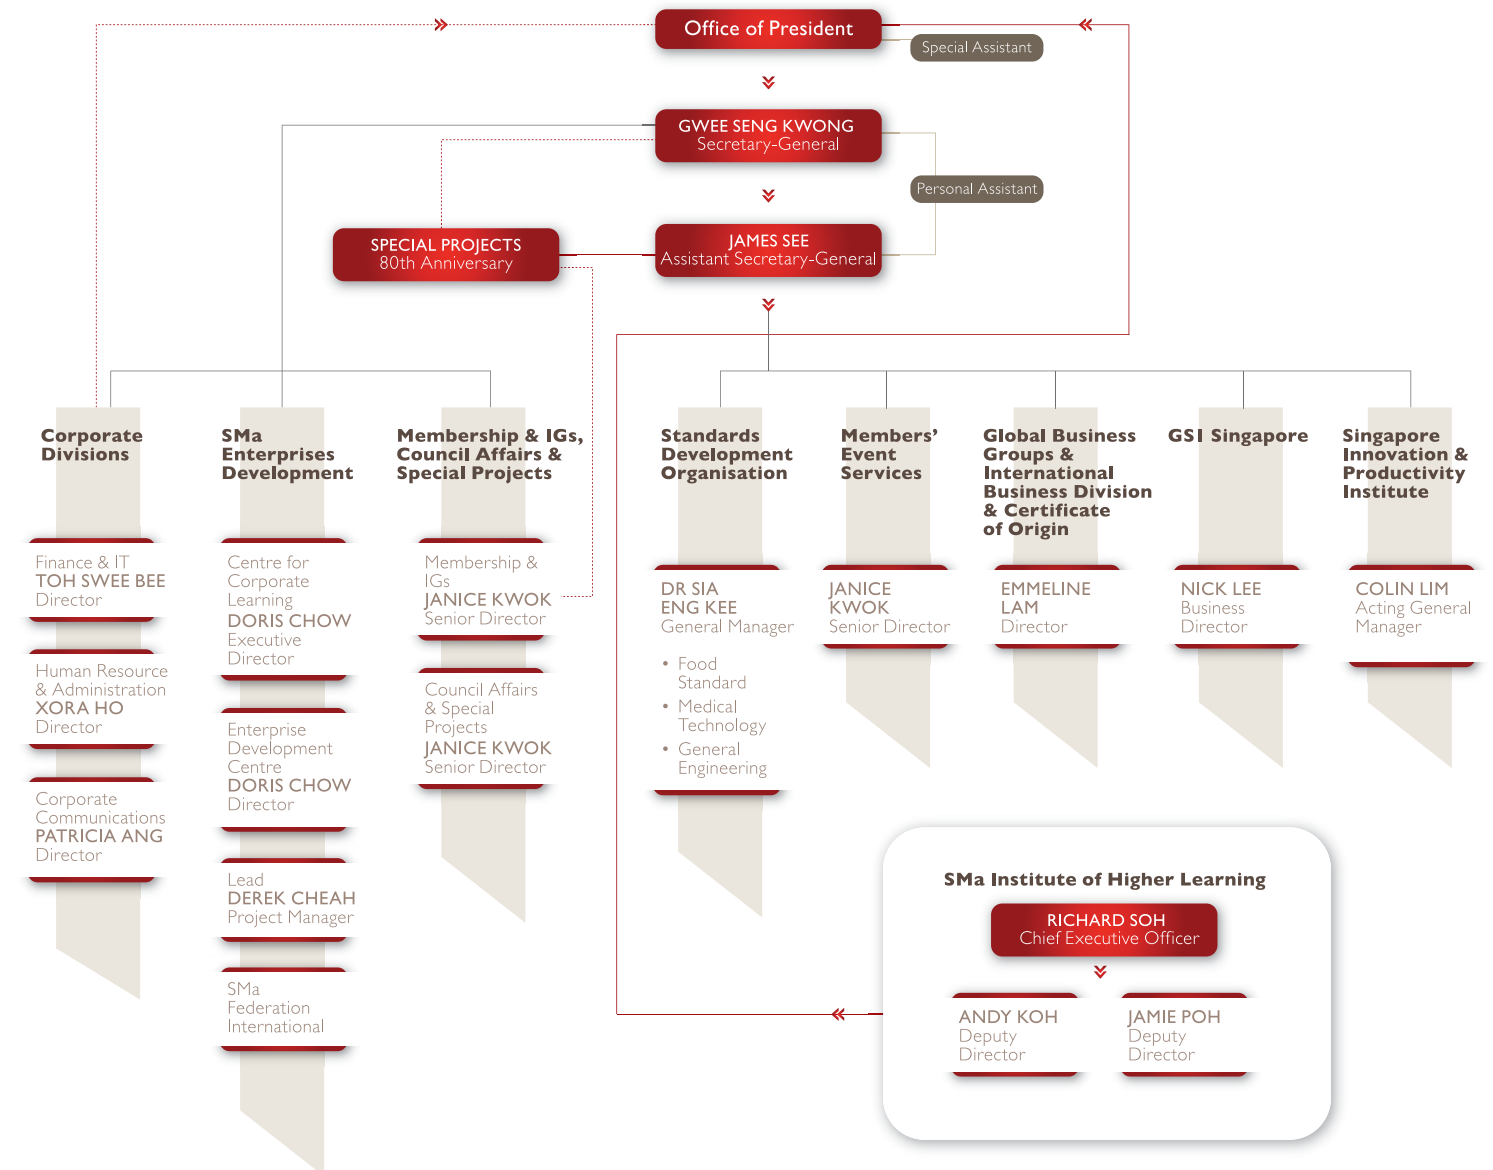 Office of President
Special Assistant
GWEE SENG KWONG
Secretary-General
Personal Assistant
SPECIAL PROJECTS
80th Anniversary
JAMES SEE
Assistant Secretary-General
Corporate
Divisions
Finance & IT
TOH SWEE BEE
Director
Human Resource
& Administration
XORA HO
Director
Corporate
Communications
PATRICIA ANG
Director
SMa
Enterprises
Development
Centre for
Corporate
Learning
DORIS CHOW
Executive
Director
Enterprise
Development
Centre
DORIS CHOW
Director
Lead
DEREK CHEAH
Project Manager
SMa
Federation
International
Membership & IGs,
Council Affairs &
Special Projects
Membership &
IGs
JANICE KWOK
Senior Director
Council Affairs
& Special
Projects
JANICE KWOK
Senior Director
Standards
Development
Organisation
DR SIA
ENG KEE
General Manager
• Food
Standard
• Medical
Technology
• General
Engineering
Members'
Event
Services
JANICE
KWOK
Senior Director
Global Business
Groups &
International
Business Division
& Certificate
of Origin
EMMELINE
LAM
Director
GS1 Singapore
NICK LEE
Business
Director
Singapore
Innovation &
Productivity
Institute
COLIN LIM
Acting General
Manager
SMa Institute of Higher Learning
RICHARD SOH
Chief Executive Officer
ANDY KOH
Deputy
Director
JAMIE POH
Deputy
Director